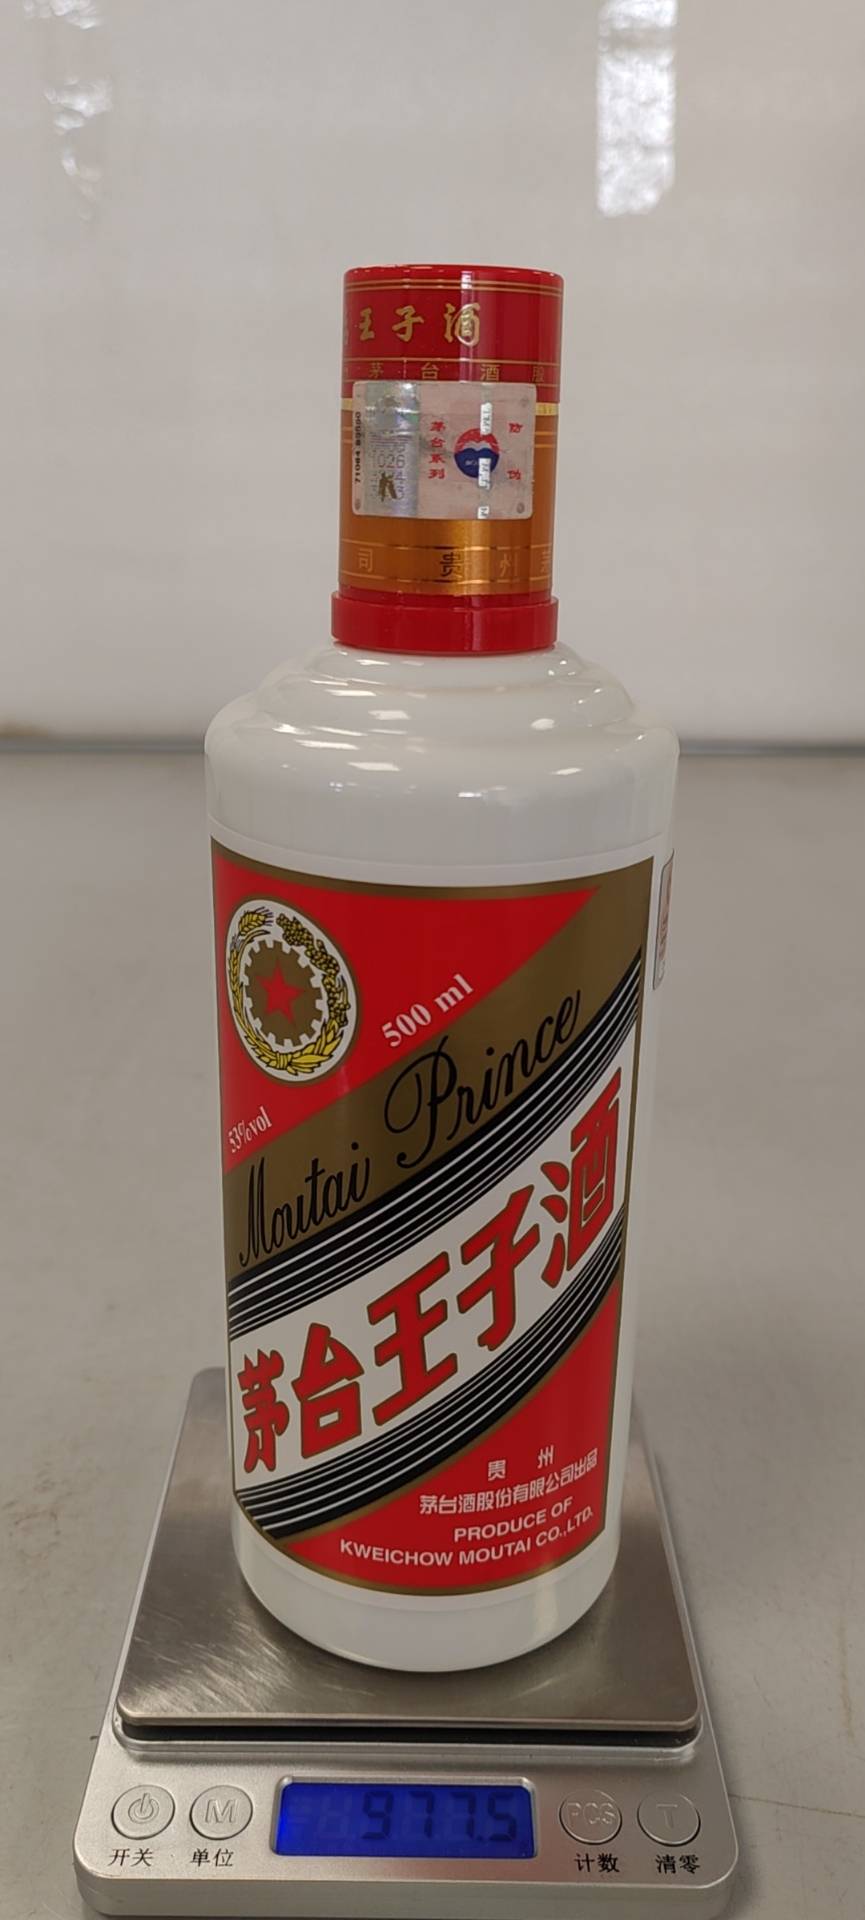 王子酒
茅台酒股
71084 89590
026
茅台系列
防伪
司 贵州
500 ml
53%vol
Moutai Prince
茅台王子酒
贵州
茅台酒股份有限公司出品
PRODUCE OF
KWEICHOW MOUTAI CO.,LTD.
977.5
M PCS T
开关 单位 计数 清零